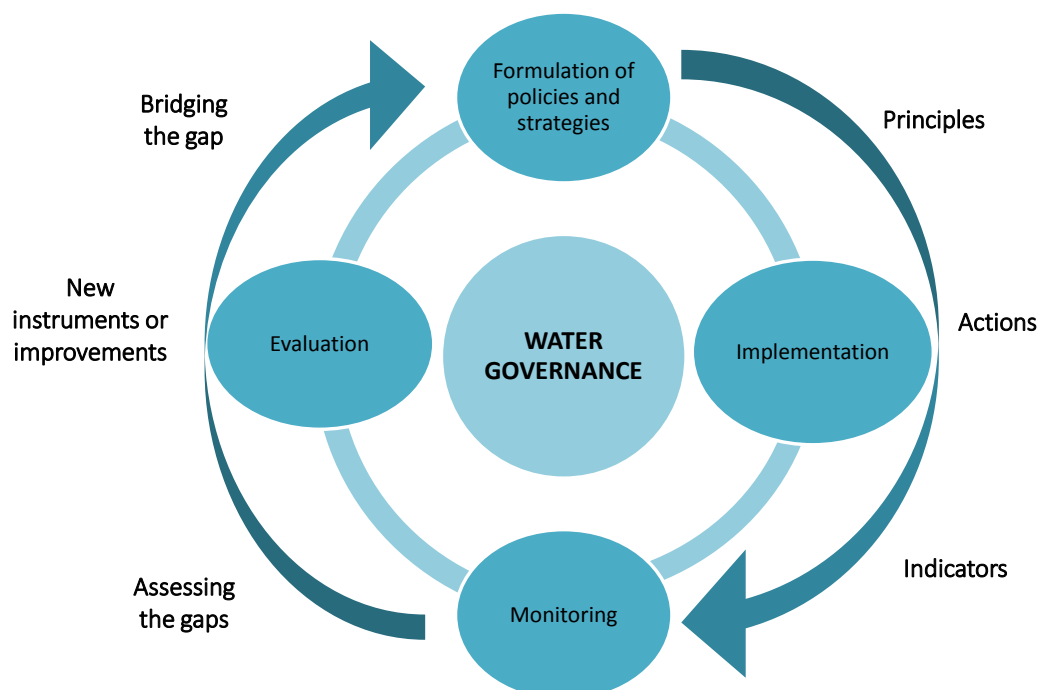 Formulation of
policies and
strategies
Bridging
the gap
Principles
New
instruments or
improvements
Evaluation
WATER
GOVERNANCE
Implementation
Actions
Assessing
the gaps
Monitoring
Indicators